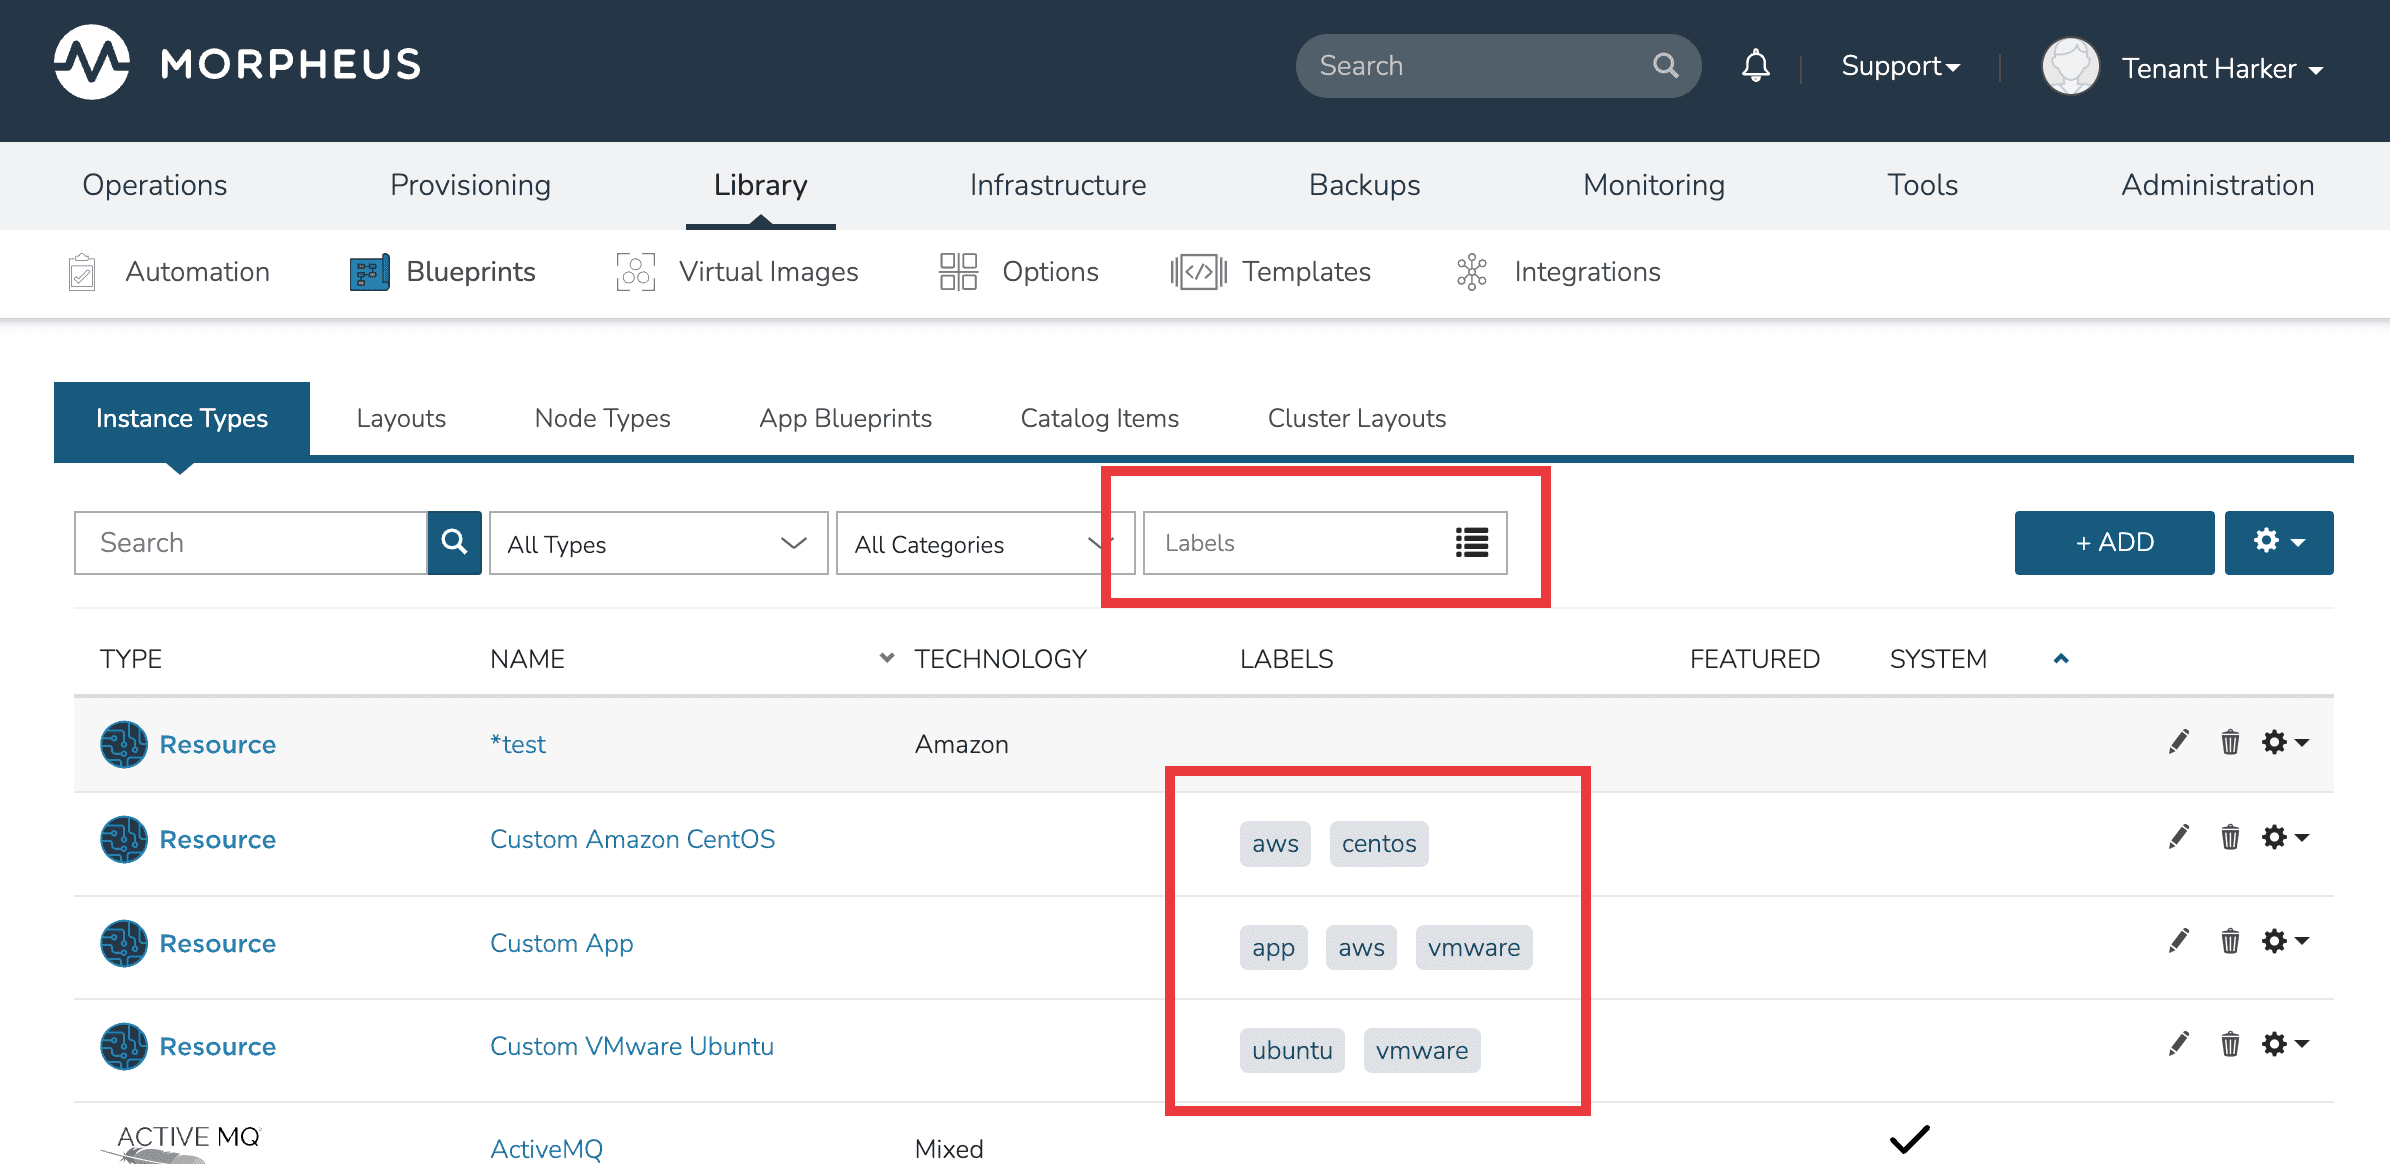 MORPHEUS
Search
Support
Tenant Harker
Operations Provisioning Library Infrastructure Backups Monitoring Tools Administration
Automation Blueprints Virtual Images Options Templates Integrations
Instance Types Layouts Node Types App Blueprints Catalog Items Cluster Layouts
Search All Types All Categories Labels + ADD
TYPE NAME TECHNOLOGY LABELS FEATURED SYSTEM
Resource *test Amazon
Resource Custom Amazon CentOS aws centos
Resource Custom App app aws vmware
Resource Custom VMware Ubuntu ubuntu vmware
ACTIVE MQ ActiveMQ Mixed